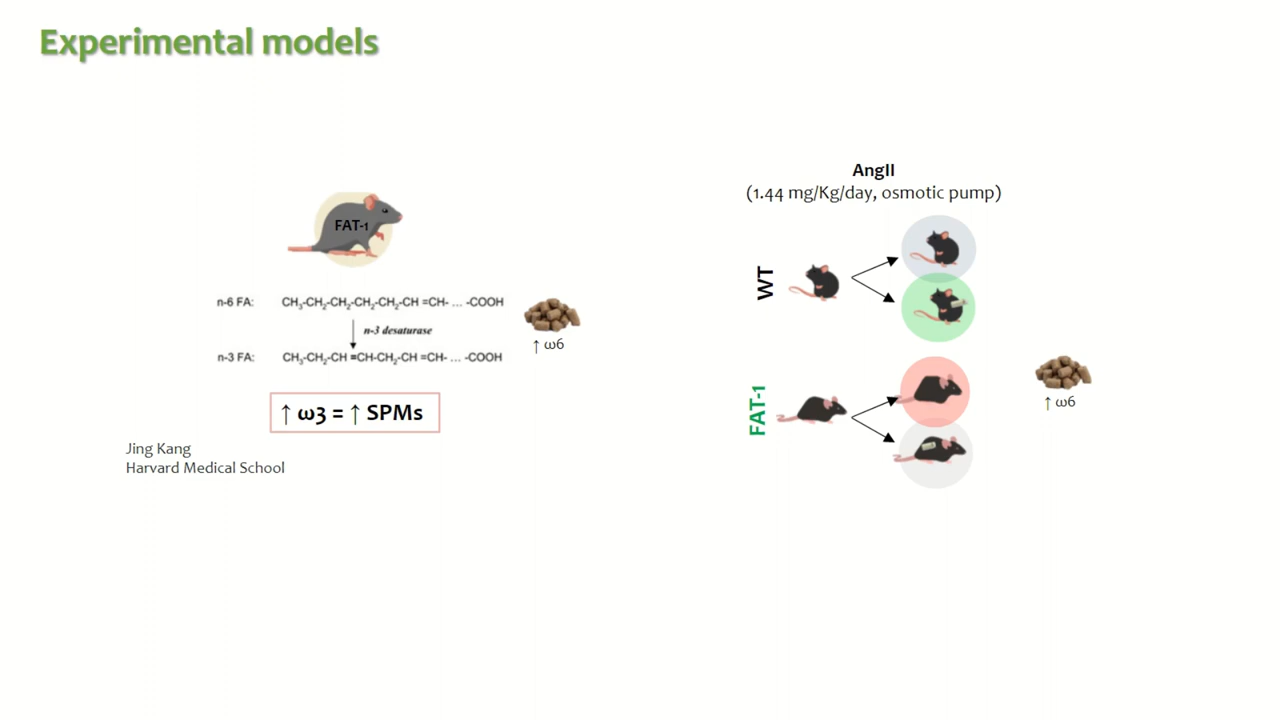 Experimental models
FAT-1
n-6 FA: CH3-CH2-CH2-CH2-CH2-CH =CH- ... -COOH
n-3 desaturase
n-3 FA: CH3-CH2-CH =CH-CH2-CH =CH- ... -COOH
↑ ω6
↑ ω3 = ↑ SPMs
Jing Kang
Harvard Medical School
AngII
(1.44 mg/Kg/day, osmotic pump)
WT
FAT-1
↑ ω6